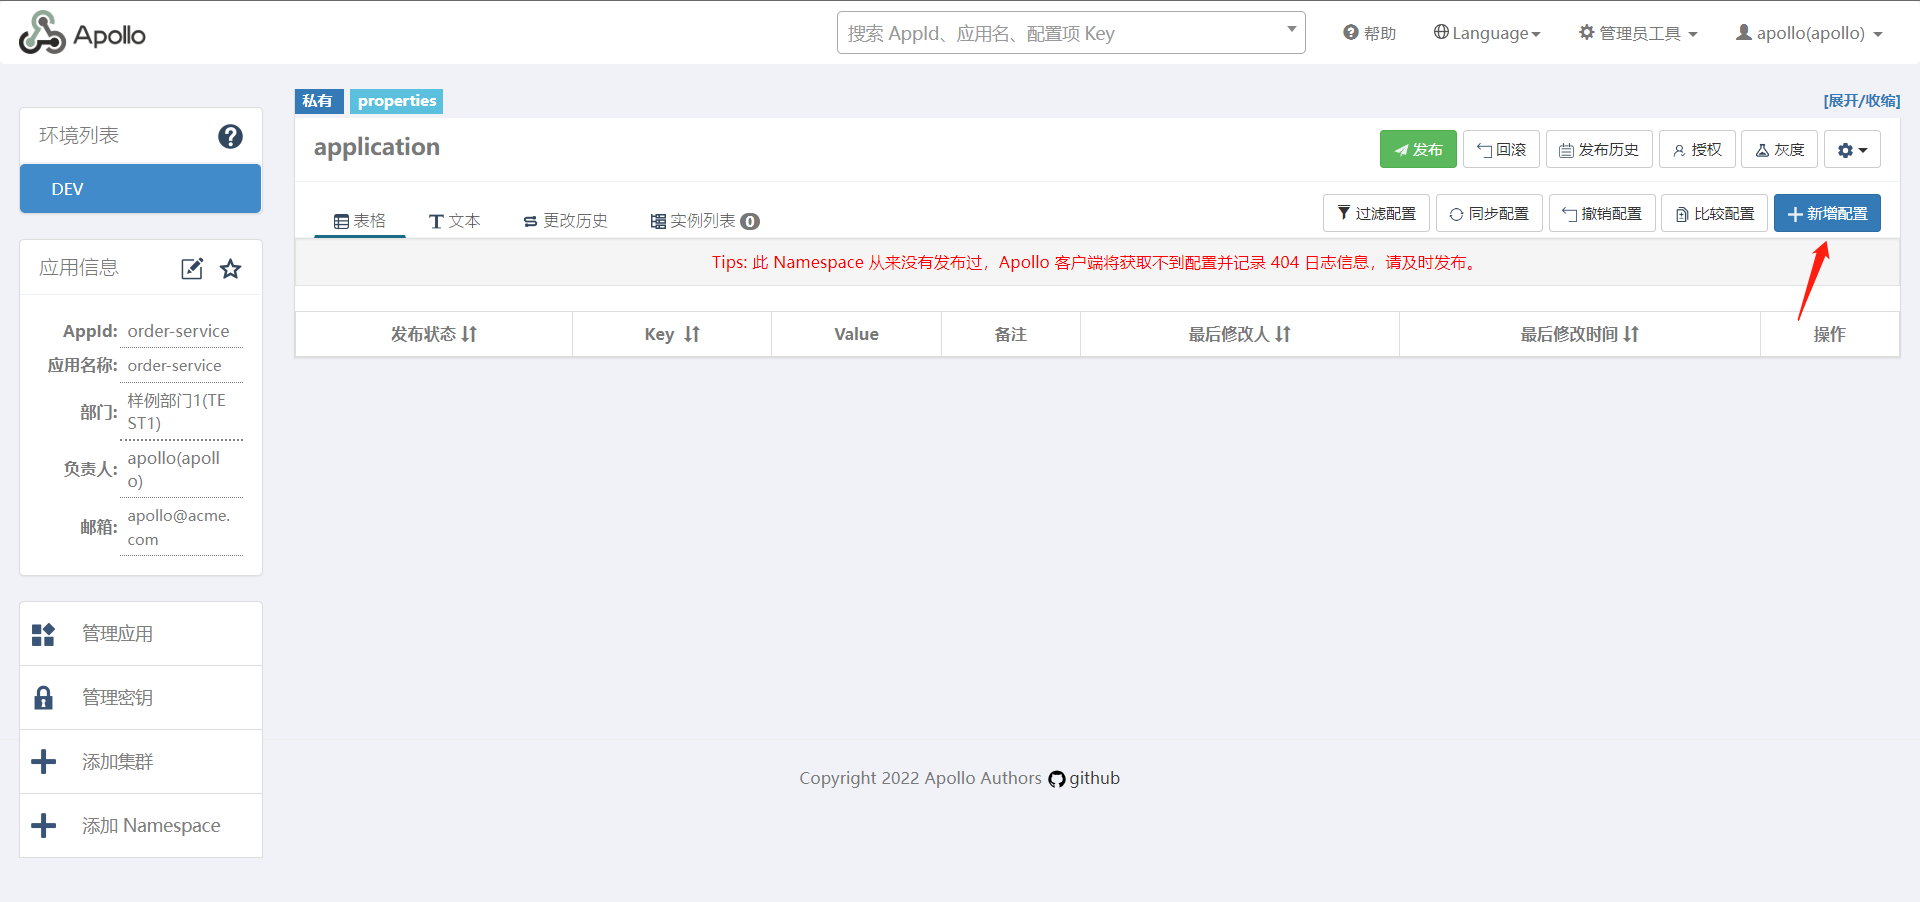 Apollo
搜索 AppId、应用名、配置项 Key
帮助
Language
管理员工具
apollo(apollo)
环境列表
DEV
应用信息
AppId: order-service
应用名称: order-service
部门: 样例部门1(TE
ST1)
负责人: apollo(apoll
o)
邮箱: apollo@acme.
com
管理应用
管理密钥
添加集群
添加 Namespace
私有 properties
[展开/收缩]
application
发布 回滚 发布历史 授权 灰度
表格 文本 更改历史 实例列表 0
过滤配置 同步配置 撤销配置 比较配置 新增配置
Tips: 此 Namespace 从来没有发布过，Apollo 客户端将获取不到配置并记录 404 日志信息，请及时发布。
发布状态 Key Value 备注 最后修改人 最后修改时间 操作
Copyright 2022 Apollo Authors github